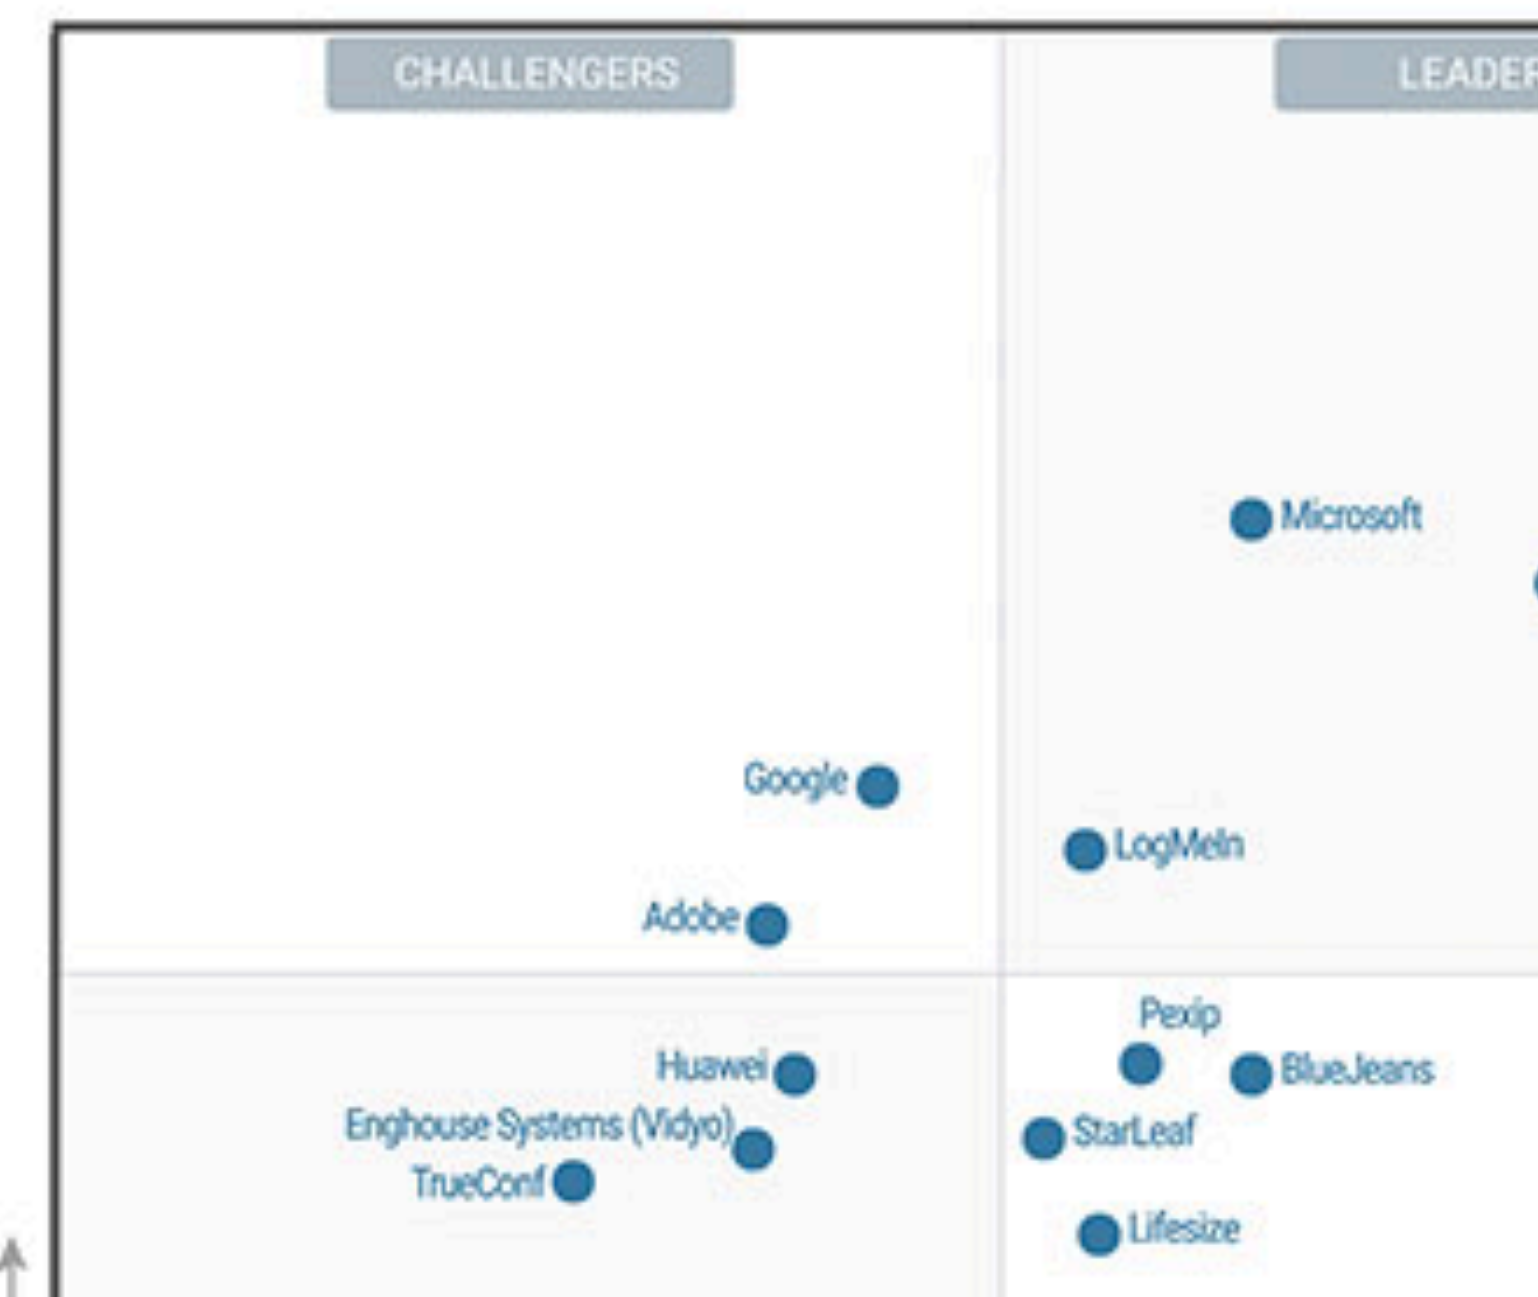 CHALLENGERS
LEADER
Microsoft
Google
LogMeIn
Adobe
Pexip
Huawei
BlueJeans
Enghouse Systems (Vidyo)
StarLeaf
TrueConf
Lifesize